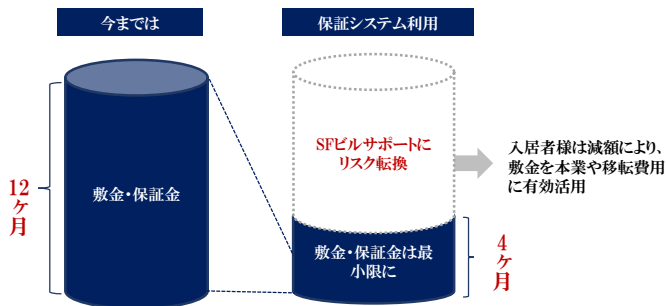 今までは
保証システム利用
12
ヶ
月
敷金・保証金
SFビルサポートに
リスク転換
敷金・保証金は最
小限に
4
ヶ
月
入居者様は減額により、
敷金を本業や移転費用
に有効活用